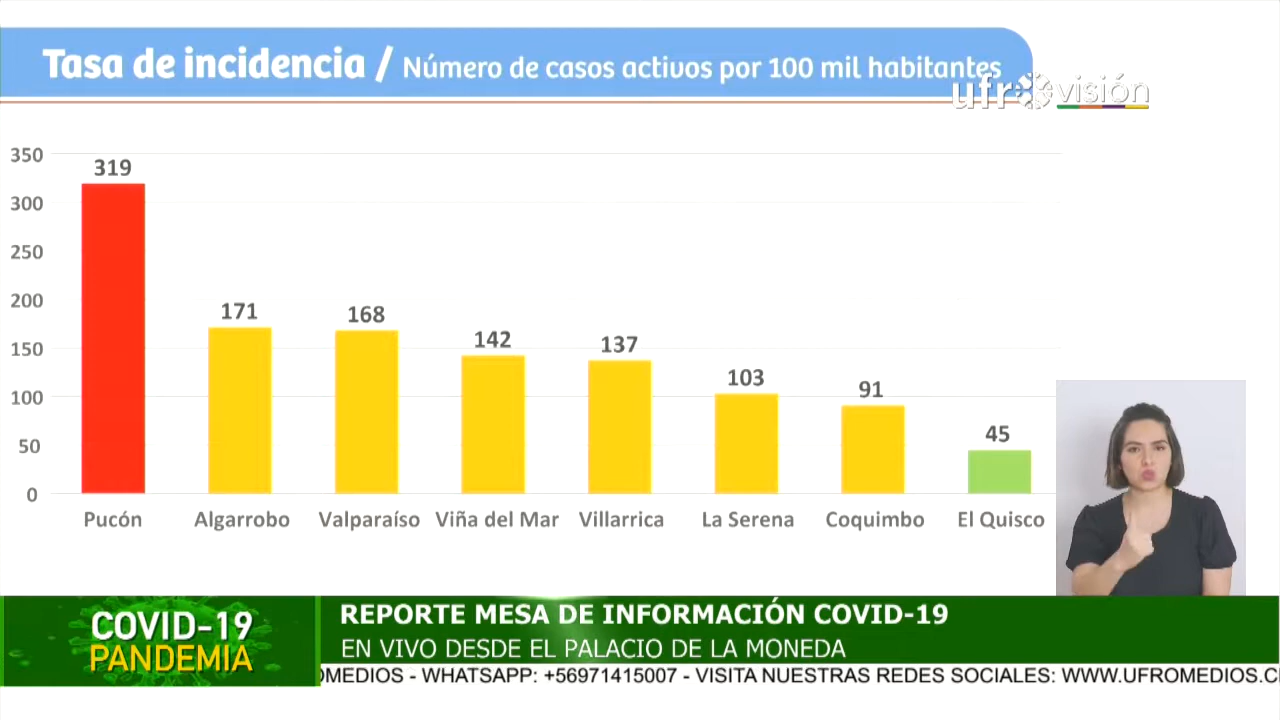 Tasa de incidencia / Número de casos activos por 100 mil habitantes
ufro visión
350
300
250
200
150
100
50
0
319
171
168
142
137
103
91
45
Pucón Algarrobo Valparaíso Viña del Mar Villarrica La Serena Coquimbo El Quisco
COVID-19
PANDEMIA
REPORTE MESA DE INFORMACIÓN COVID-19
EN VIVO DESDE EL PALACIO DE LA MONEDA
OMEDIOS - WHATSAPP: +56971415007 - VISITA NUESTRAS REDES SOCIALES: WWW.UFROMEDIOS.C